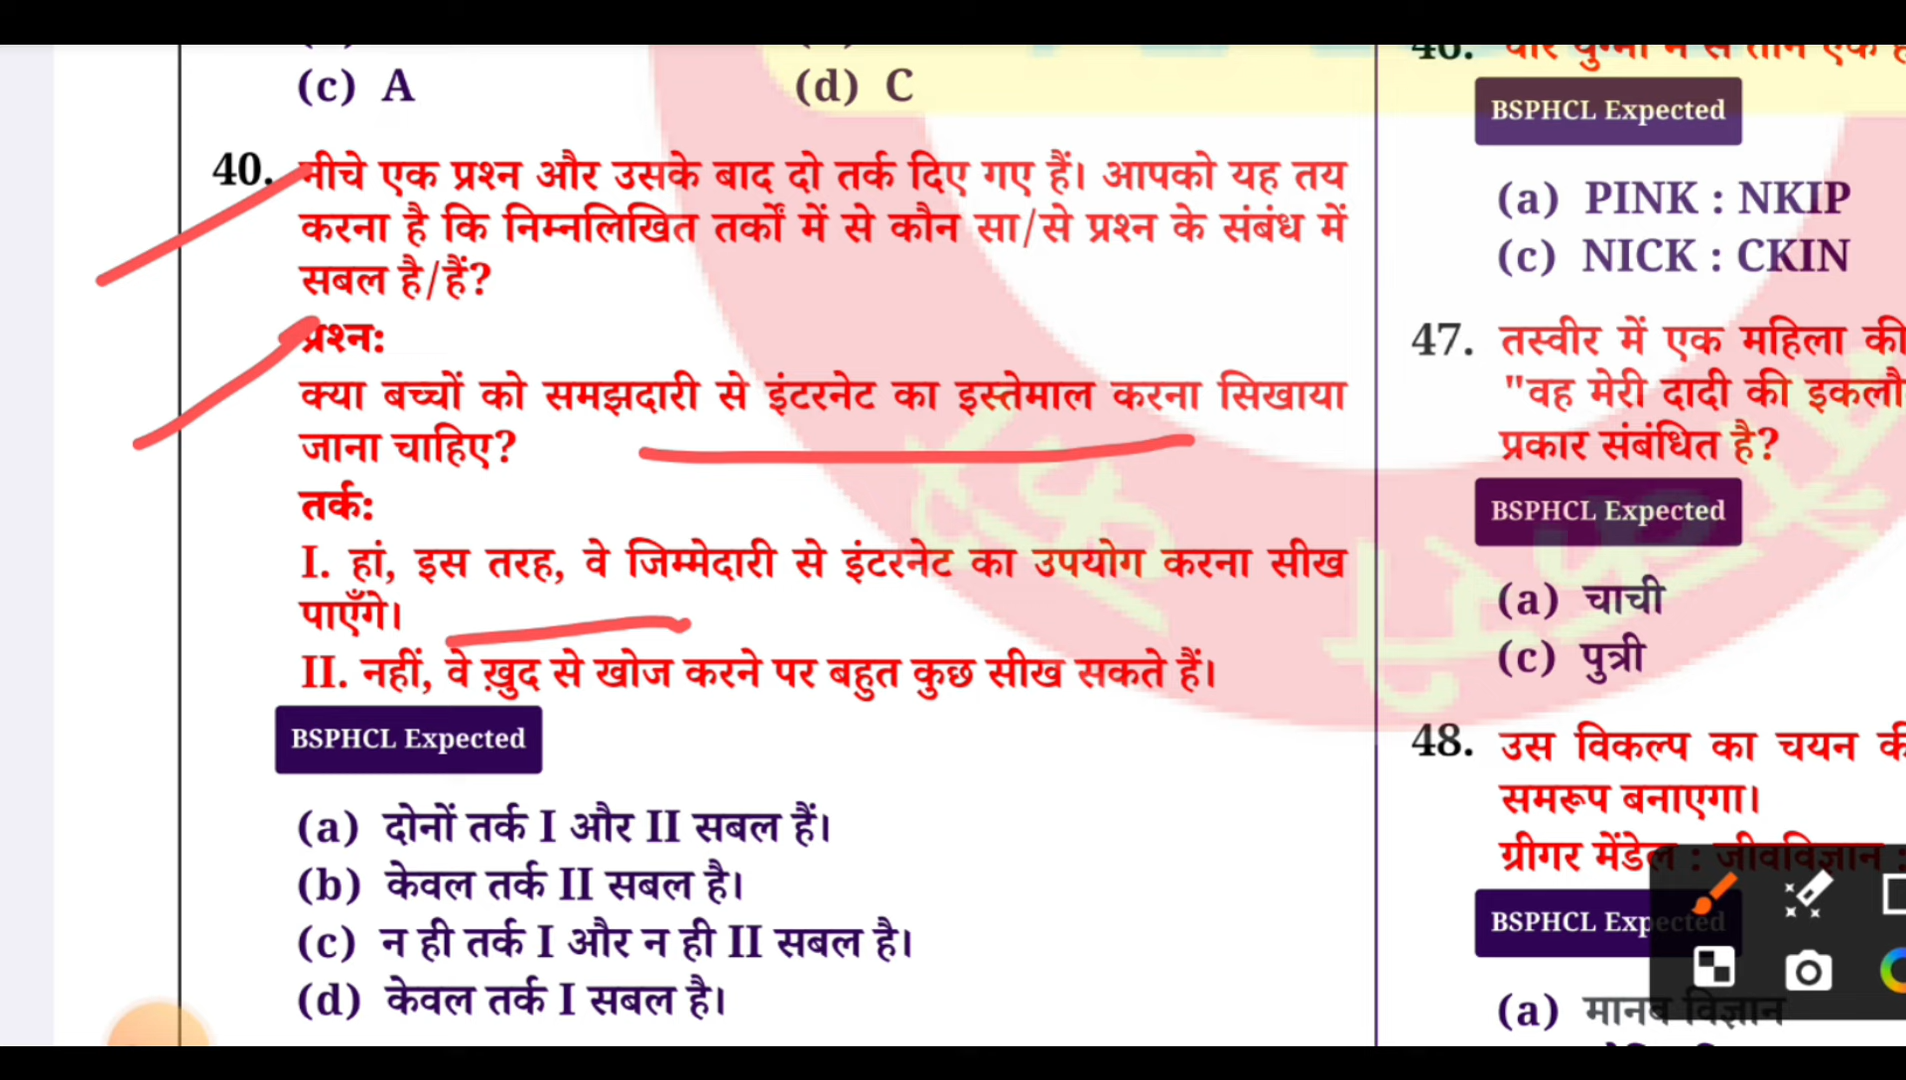 (c) A (d) C
40. नीचे एक प्रश्न और उसके बाद दो तर्क दिए गए हैं। आपको यह तय
करना है कि निम्नलिखित तर्कों में से कौन सा/से प्रश्न के संबंध में
सबल है/हैं?
प्रश्न:
क्या बच्चों को समझदारी से इंटरनेट का इस्तेमाल करना सिखाया
जाना चाहिए?
तर्क:
I. हां, इस तरह, वे जिम्मेदारी से इंटरनेट का उपयोग करना सीख
पाएँगे।
II. नहीं, वे ख़ुद से खोज करने पर बहुत कुछ सीख सकते हैं।
BSPHCL Expected
(a) दोनों तर्क I और II सबल हैं।
(b) केवल तर्क II सबल है।
(c) न ही तर्क I और न ही II सबल है।
(d) केवल तर्क I सबल है।
46. चार युग्मों में से तीन एक
BSPHCL Expected
(a) PINK : NKIP
(c) NICK : CKIN
47. तस्वीर में एक महिला की
"वह मेरी दादी की इकलौ
प्रकार संबंधित है?
BSPHCL Expected
(a) चाची
(c) पुत्री
48. उस विकल्प का चयन
समरूप बनाएगा।
ग्रीगर मेंडेल : जीवविज्ञान :
BSPHCL Expected
(a) मानव विज्ञान